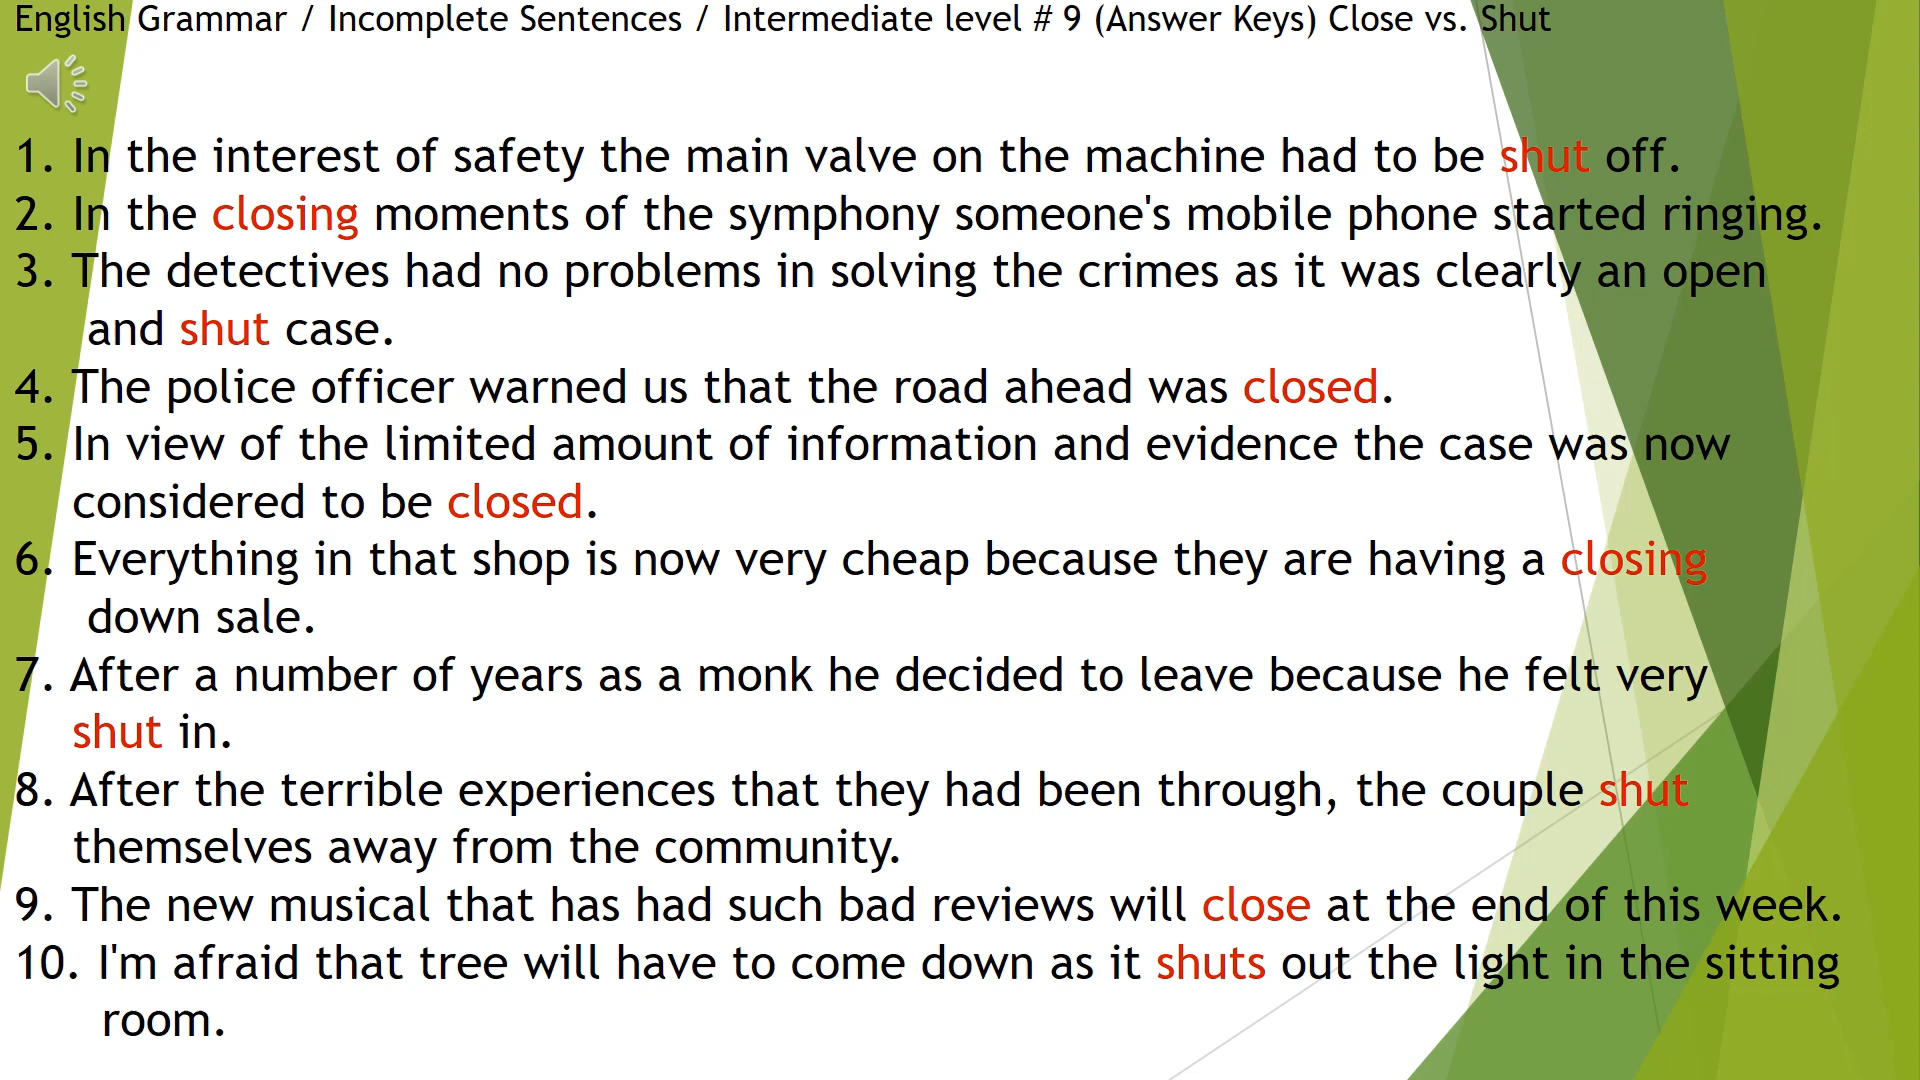 English Grammar / Incomplete Sentences / Intermediate level # 9 (Answer Keys) Close vs. Shut
1. In the interest of safety the main valve on the machine had to be shut off.
2. In the closing moments of the symphony someone's mobile phone started ringing.
3. The detectives had no problems in solving the crimes as it was clearly an open
and shut case.
4. The police officer warned us that the road ahead was closed.
5. In view of the limited amount of information and evidence the case was now
considered to be closed.
6. Everything in that shop is now very cheap because they are having a closing
down sale.
7. After a number of years as a monk he decided to leave because he felt very
shut in.
8. After the terrible experiences that they had been through, the couple shut
themselves away from the community.
9. The new musical that has had such bad reviews will close at the end of this week.
10. I'm afraid that tree will have to come down as it shuts out the light in the sitting
room.